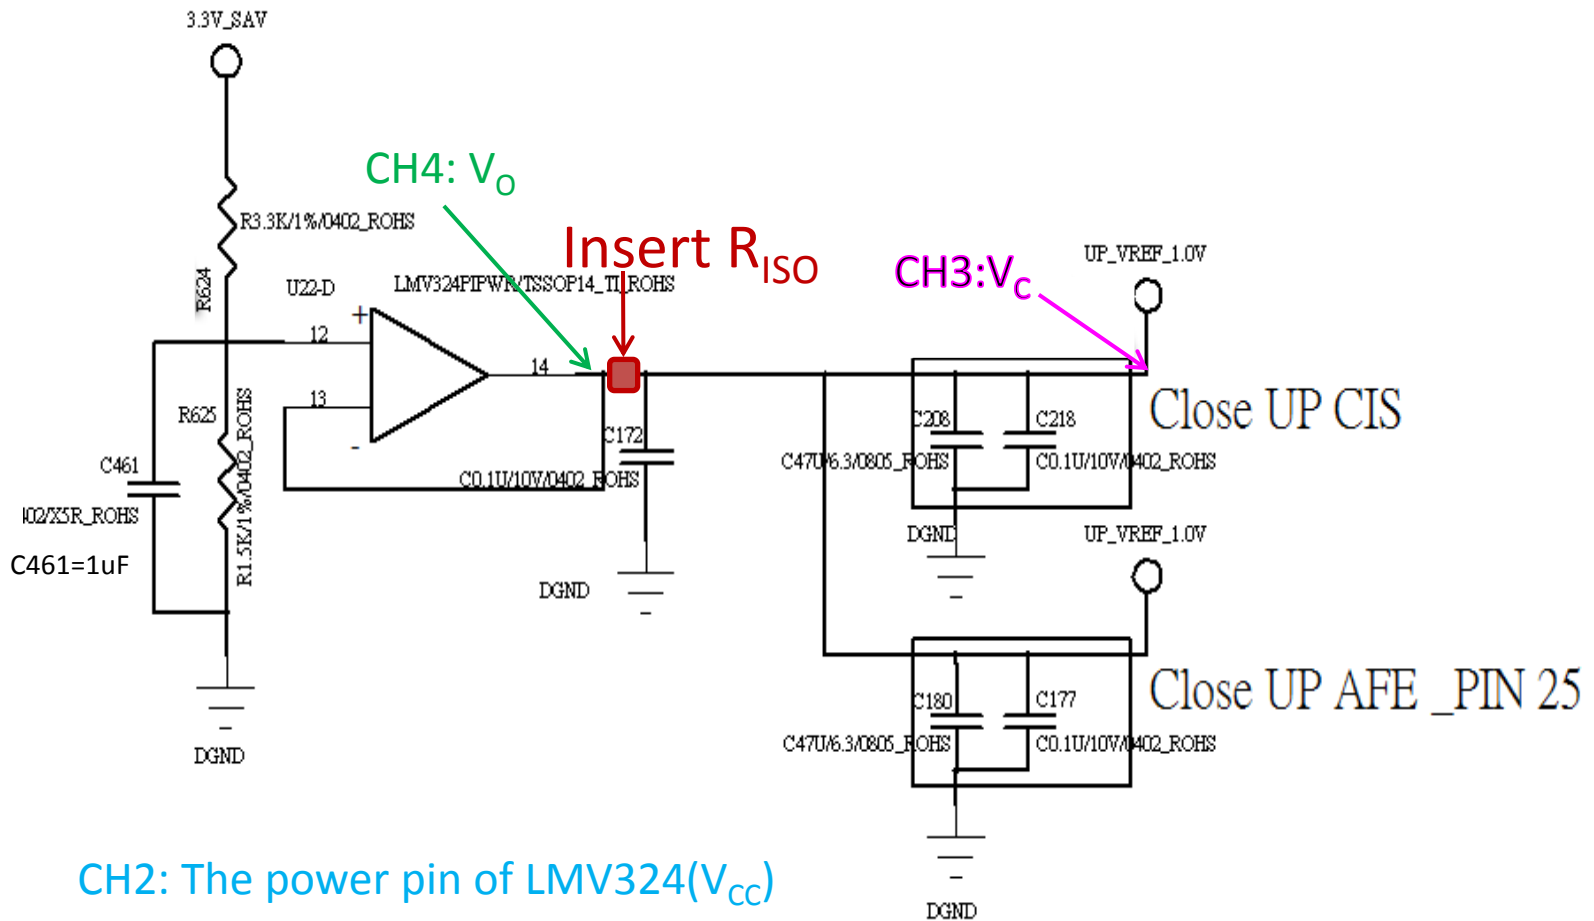 3.3V_SAV
CH4: VO
R3.3K/1%/0402_ROHS
Insert RISO
CH3:VC
UP_VREF_1.0V
R624
U22-D
LMV324PIPWR/TSSOP14_TI_ROHS
+
12
14
13
-
Close UP CIS
R625
R1.5K/1%/0402_ROHS
C461
C172
C0.1U/10V/0402_ROHS
C208
C218
C47U/6.3/0805_ROHS
C0.1U/10V/0402_ROHS
402/X5R_ROHS
C461=1uF
DGND
DGND
UP_VREF_1.0V
DGND
C180
C177
Close UP AFE _PIN 25
C47U/6.3/0805_ROHS
C0.1U/10V/0402_ROHS
CH2: The power pin of LMV324(VCC)
DGND